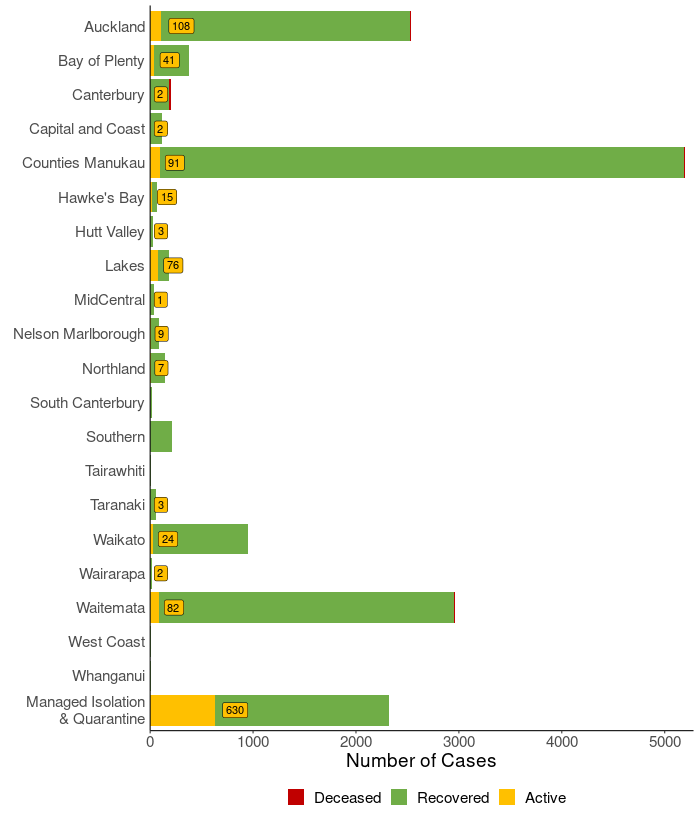 Auckland 108
Bay of Plenty 41
Canterbury 2
Capital and Coast 2
Counties Manukau 91
Hawke's Bay 15
Hutt Valley 3
Lakes 76
MidCentral 1
Nelson Marlborough 9
Northland 7
South Canterbury
Southern
Tairawhiti
Taranaki 3
Waikato 24
Wairarapa 2
Waitemata 82
West Coast
Whanganui
Managed Isolation
& Quarantine 630
0 1000 2000 3000 4000 5000
Number of Cases
Deceased Recovered Active